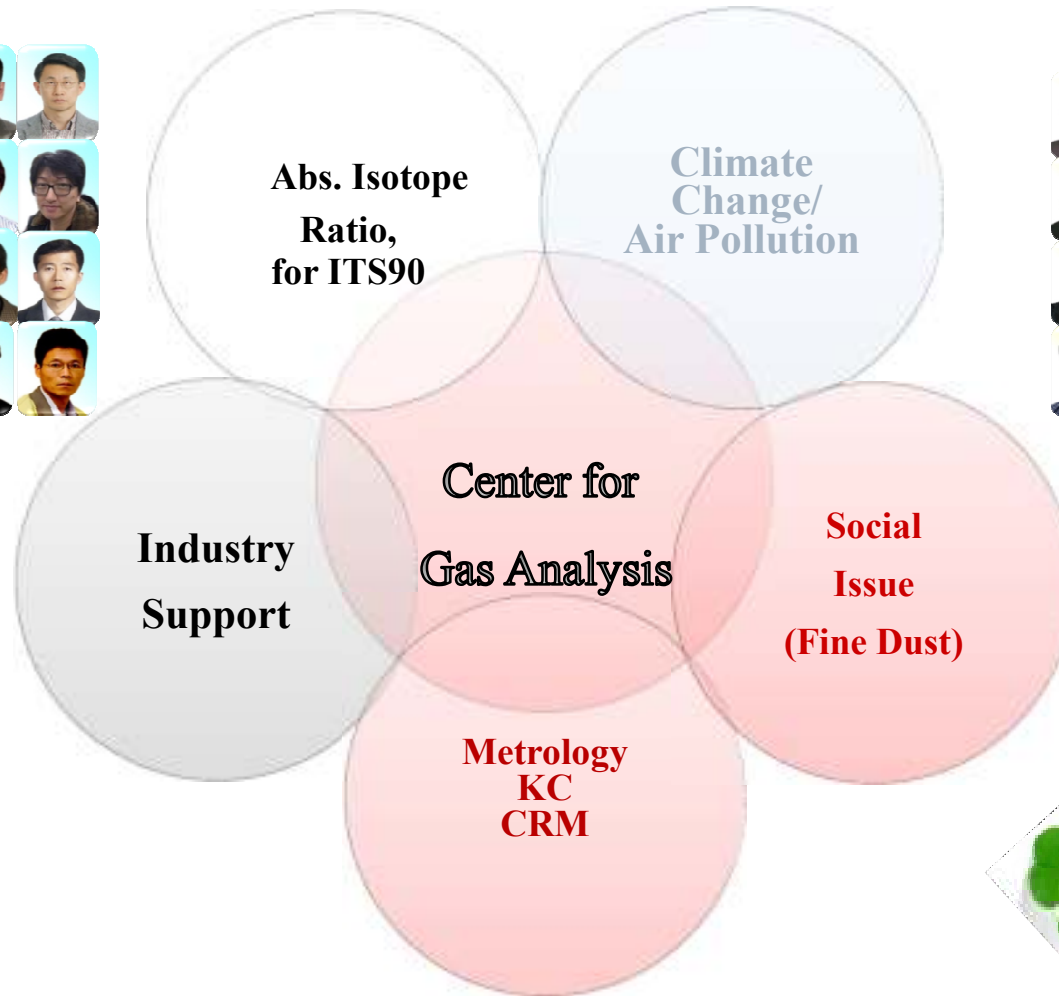 Abs. Isotope
Ratio,
for ITS90
Climate
Change/
Air Pollution
Center for
Gas Analysis
Industry
Support
Social
Issue
(Fine Dust)
Metrology
KC
CRM